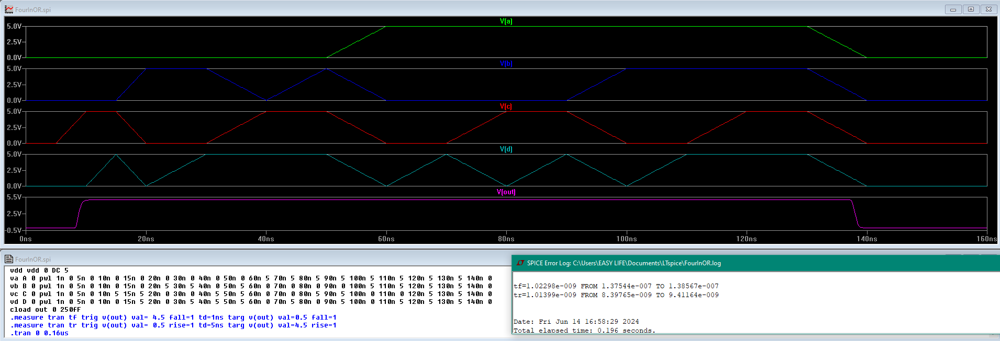 FourInOR.spi
V(a)
5.0V
2.5V
0.0V
V(b)
5.0V
2.5V
0.0V
V(c)
5.0V
2.5V
0.0V
V(d)
5.0V
2.5V
0.0V
V(out)
5.5V
2.5V
-0.5V
0ns 20ns 40ns 60ns 80ns 100ns 120ns 140ns 160ns
FourInOR.spi
vdd vdd 0 DC 5
va A 0 pwl 1n 0 5n 0 10n 0 15n 0 20n 0 30n 0 40n 0 50n 0 60n 5 70n 5 80n 5 90n 5 100n 5 110n 5 120n 5 130n 5 140n 0
vb B 0 pwl 1n 0 5n 0 10n 0 15n 0 20n 5 30n 5 40n 0 50n 5 60n 0 70n 0 80n 0 90n 0 100n 5 110n 5 120n 5 130n 5 140n 0
vc C 0 pwl 1n 0 5n 0 10n 5 15n 5 20n 0 30n 0 40n 5 50n 5 60n 0 70n 0 80n 5 90n 5 100n 0 110n 0 120n 5 130n 5 140n 0
vd D 0 pwl 1n 0 5n 0 10n 0 15n 5 20n 0 30n 5 40n 5 50n 5 60n 0 70n 5 80n 0 90n 5 100n 0 110n 5 120n 5 130n 5 140n 0
cload out 0 250fF
.measure tran tf trig v(out) val= 4.5 fall=1 td=1ns targ v(out) val=0.5 fall=1
.measure tran tr trig v(out) val= 0.5 rise=1 td=5ns targ v(out) val=4.5 rise=1
.tran 0 0.16us
SPICE Error Log: C:\Users\EASY LIFE\Documents\LTspice\FourInOR.log
tf=1.02298e-009 FROM 1.37544e-007 TO 1.38567e-007
tr=1.01399e-009 FROM 8.39765e-009 TO 9.41164e-009
Date: Fri Jun 14 16:58:29 2024
Total elapsed time: 0.196 seconds.